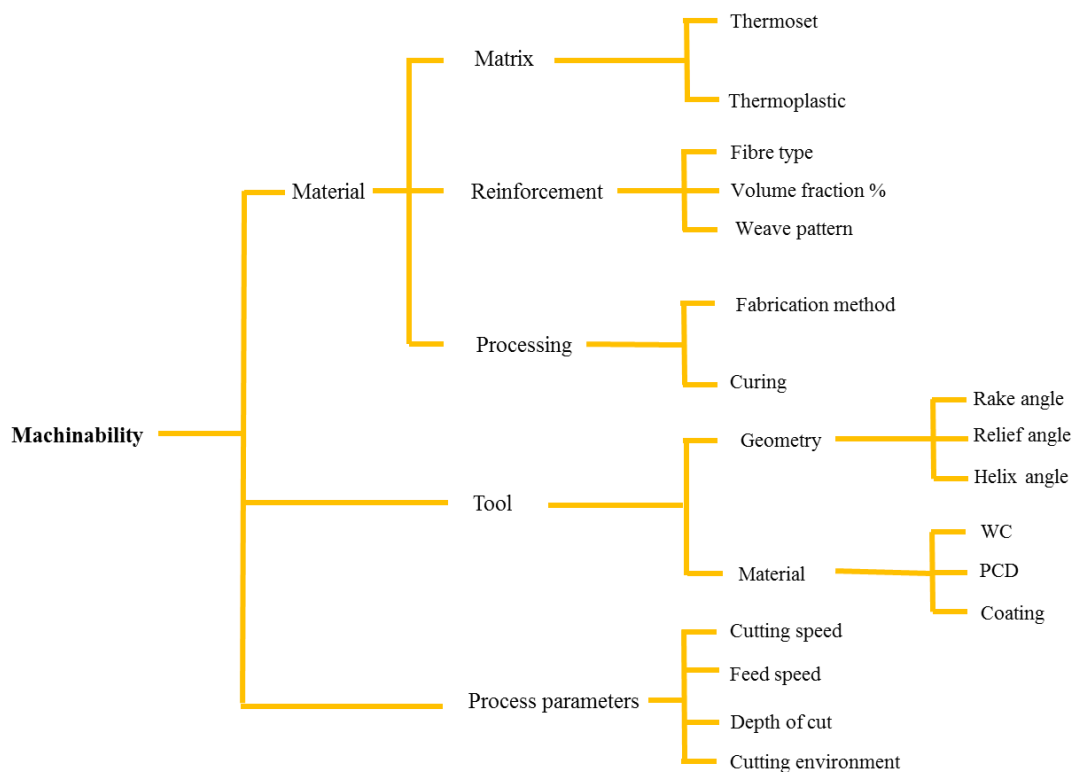 Thermoset
Matrix
Thermoplastic
Fibre type
Material
Reinforcement
Volume fraction %
Weave pattern
Fabrication method
Processing
Curing
Rake angle
Machinability
Geometry
Relief angle
Helix angle
Tool
WC
Material
PCD
Coating
Cutting speed
Feed speed
Process parameters
Depth of cut
Cutting environment